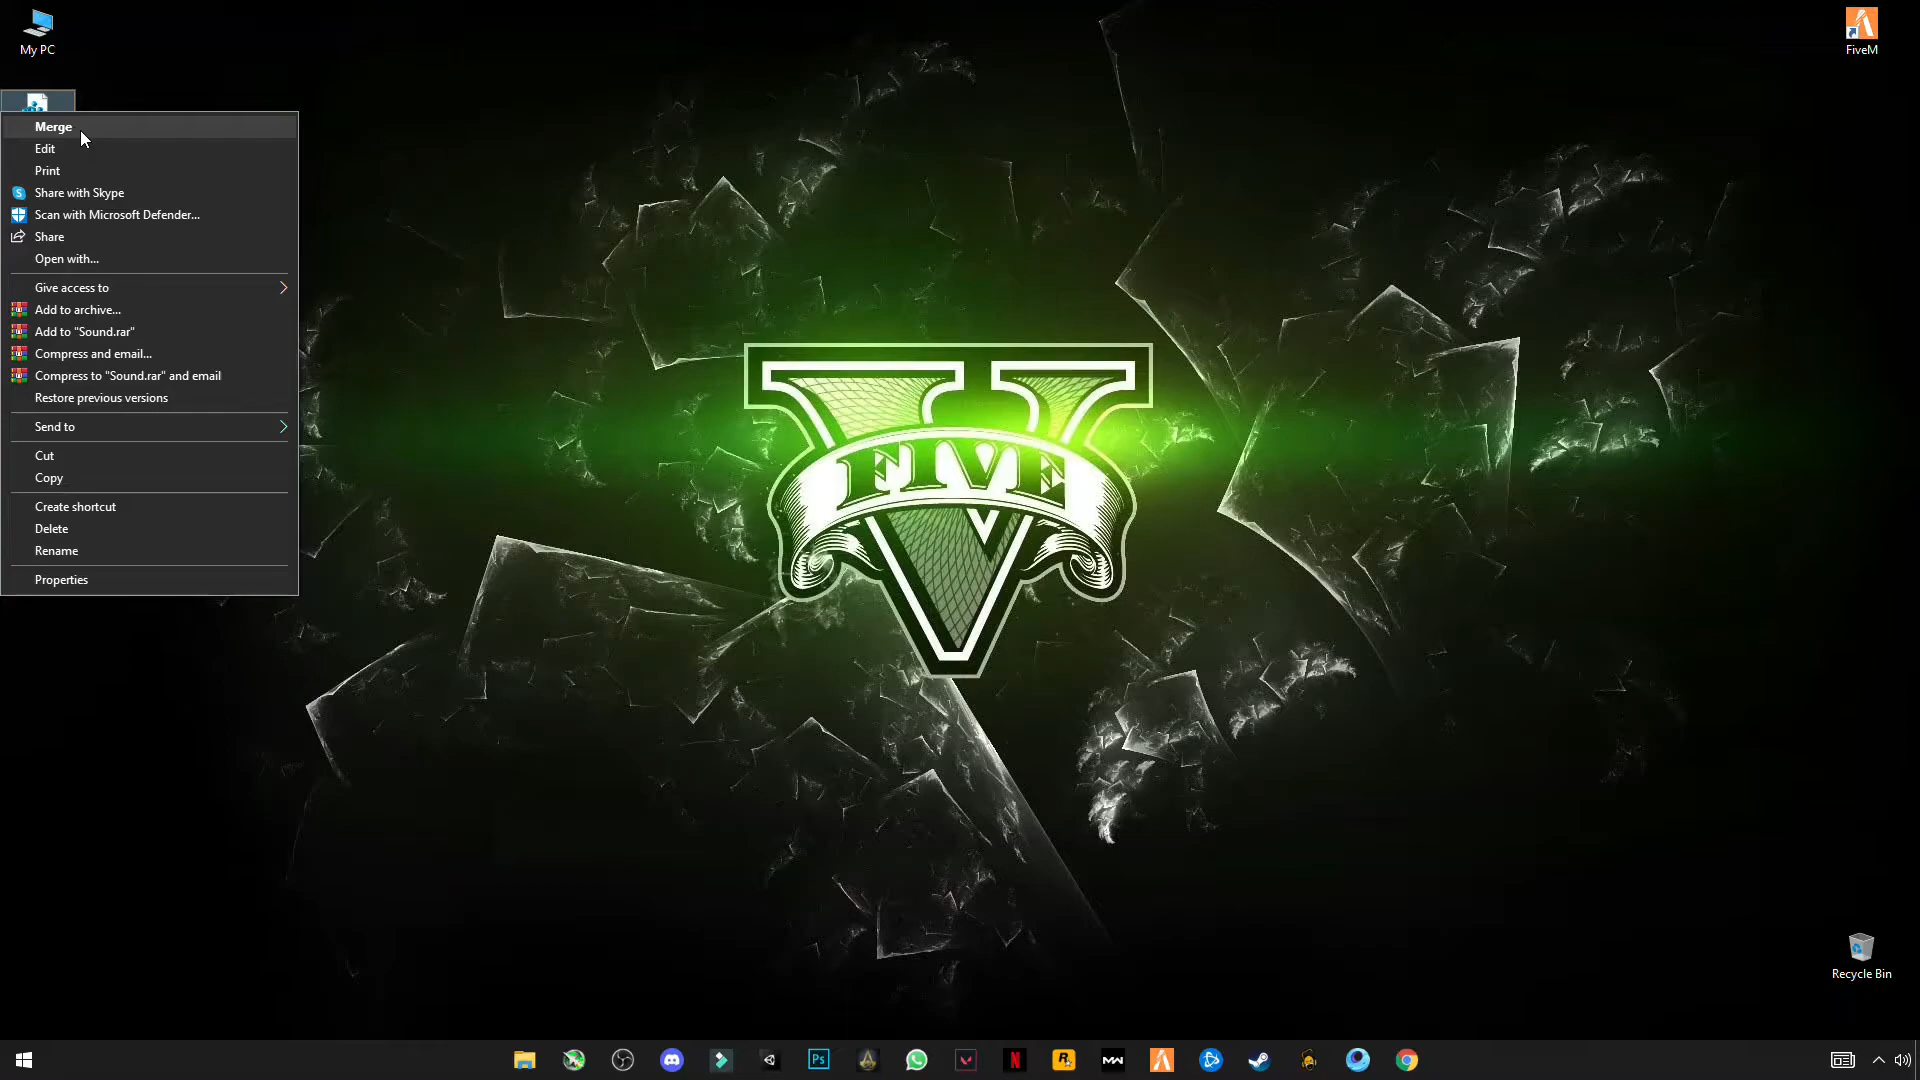 My PC
FiveM
Merge
Edit
Print
Share with Skype
Scan with Microsoft Defender...
Share
Open with...
Give access to
Add to archive...
Add to "Sound.rar"
Compress and email...
Compress to "Sound.rar" and email
Restore previous versions
Send to
Cut
Copy
Create shortcut
Delete
Rename
Properties
FIVE
Recycle Bin
Ps
N
R
MW